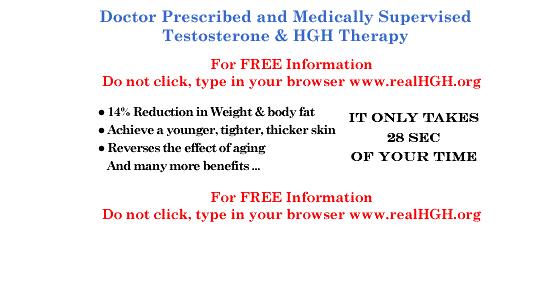 Doctor Prescribed and Medically Supervised
Testosterone & HGH Therapy
For FREE Information
Do not click, type in your browser www.realHGH.org
• 14% Reduction in Weight & body fat
• Achieve a younger, tighter, thicker skin
• Reverses the effect of aging
And many more benefits ...
IT ONLY TAKES
28 SEC
OF YOUR TIME
For FREE Information
Do not click, type in your browser www.realHGH.org